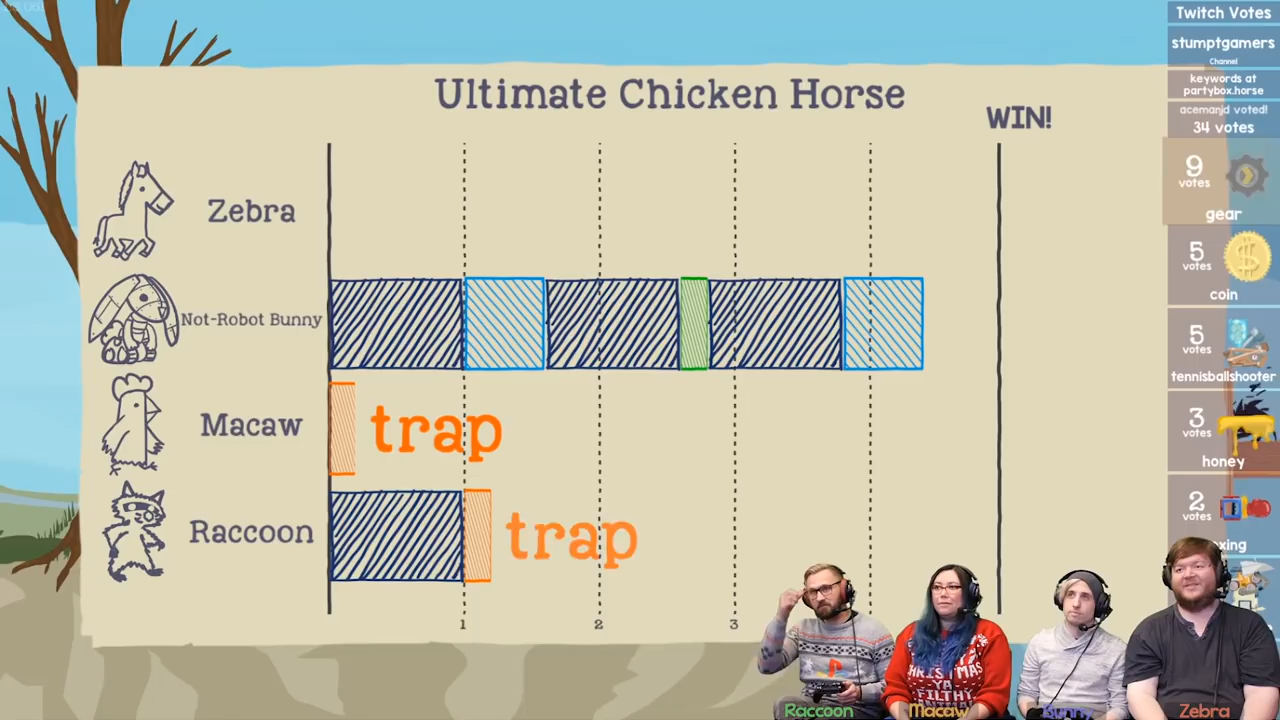 Ultimate Chicken Horse
WIN!
Zebra
Not-Robot Bunny
Macaw
trap
Raccoon
trap
1
2
3
Twitch Votes
stumptgamers
Channel
keywords at
partybox.horse
acemanjd voted!
34 votes
9
votes
gear
5
votes
coin
5
votes
tennisballshooter
3
votes
honey
2
votes
Raccoon
Macaw
Bunny
Zebra